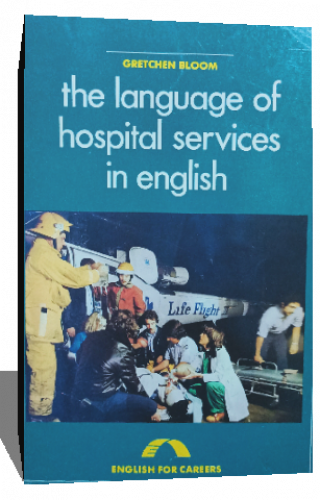 GRETCHEN BLOOM
the language of
hospital services
in english
Life Flight
ENGLISH FOR CAREERS